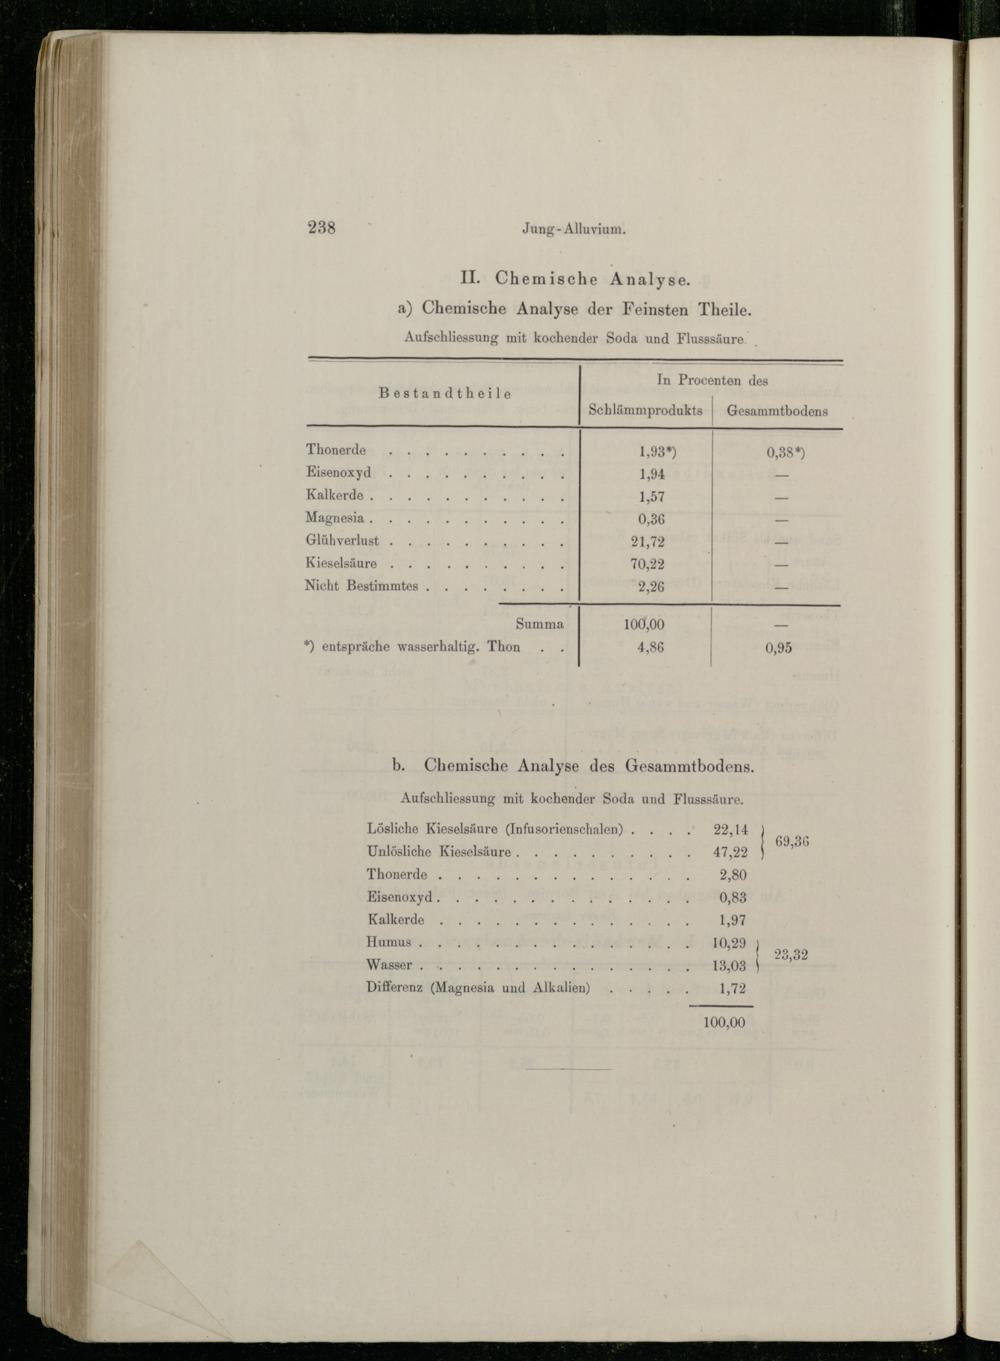 238 Jung-Alluvium.
II. Chemische Analyse.
a) Chemische Analyse der Feinsten Theile.
Aufschliessung mit kochender Soda und Flusssäure.
Bestandtheile In Procenten des
Schlämmprodukts Gesammtbodens
Thonerde . . . . . . . . . . 1,93*) 0,38*)
Eisenoxyd . . . . . . . . . . 1,94 —
Kalkerde . . . . . . . . . . . 1,57 —
Magnesia . . . . . . . . . . . 0,36 —
Glühverlust . . . . . . . . . . 21,72 —
Kieselsäure . . . . . . . . . . 70,22 —
Nicht Bestimmtes . . . . . . . . 2,26 —
Summa 100,00 —
*) entspräche wasserhaltig. Thon . . 4,86 0,95
b. Chemische Analyse des Gesammtbodens.
Aufschliessung mit kochender Soda und Flusssäure.
Lösliche Kieselsäure (Infusorienschalen) . . . . 22,14 } 69,36
Unlösliche Kieselsäure . . . . . . . . . . 47,22
Thonerde . . . . . . . . . . . . . . 2,80
Eisenoxyd . . . . . . . . . . . . . . 0,83
Kalkerde . . . . . . . . . . . . . . 1,97
Humus . . . . . . . . . . . . . . . 10,29 } 23,32
Wasser . . . . . . . . . . . . . . . 13,03
Differenz (Magnesia und Alkalien) . . . . . 1,72
100,00